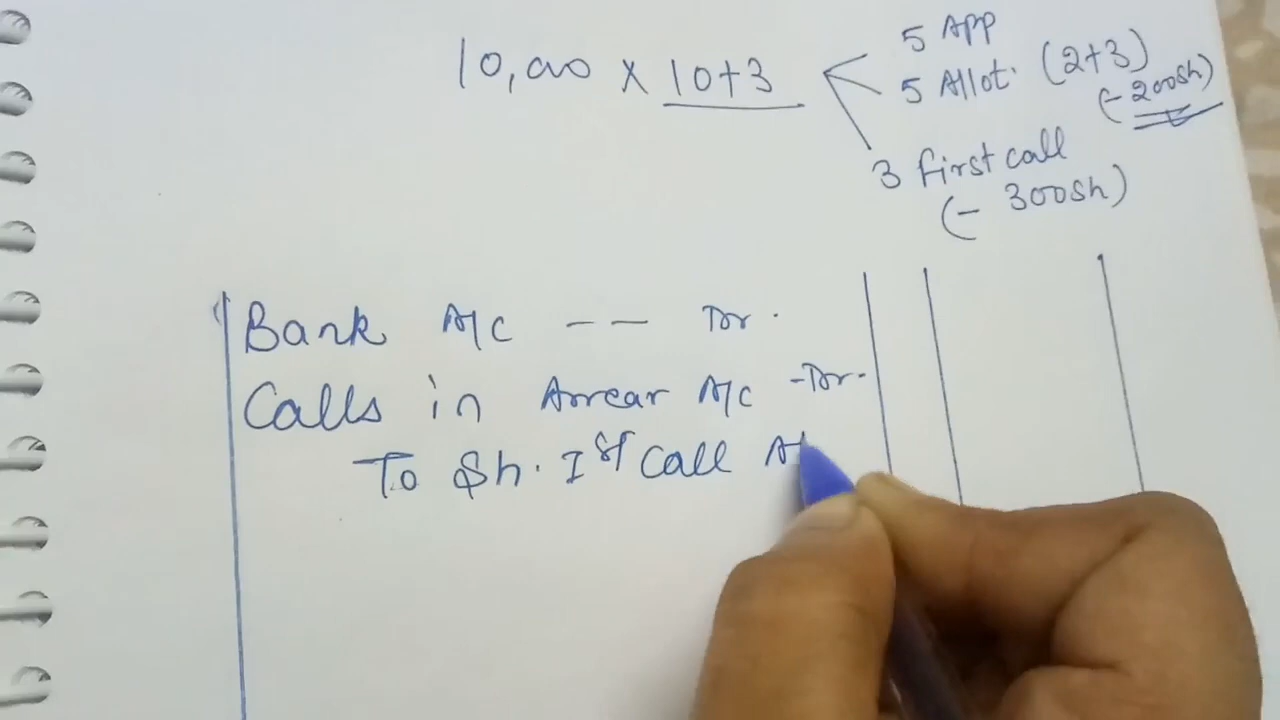 10,000 × 10+3
5 App
5 Allot. (2+3)
(- 200sh)
3 first call
(- 300sh)
Bank A/C -- Dr.
Calls in Arrear A/C -Dr.
To Sh. Ist Call A/